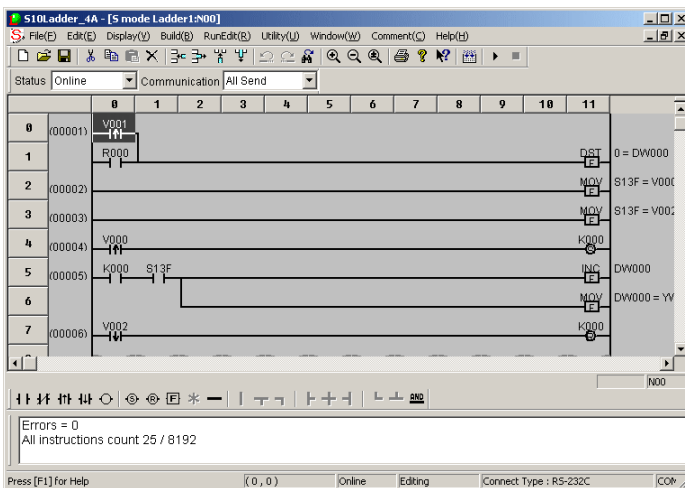 S10Ladder_4A - [S mode Ladder1:N00]
File(F) Edit(E) Display(V) Build(B) RunEdit(R) Utility(U) Window(W) Comment(C) Help(H)
Status Online Communication All Send
0 1 2 3 4 5 6 7 8 9 10 11
0 (00001) V001
1 R000 DST F 0 = DW000
2 (00002) MOV F S13F = V000
3 (00003) MOV F S13F = V002
4 (00004) V000 K000 S
5 (00005) K000 S13F INC F DW000
6 MOV F DW000 = YW
7 (00006) V002 K000 R
N00
S R F AND
Errors = 0
All instructions count 25 / 8192
Press [F1] for Help (0,0) Online Editing Connect Type : RS-232C COM